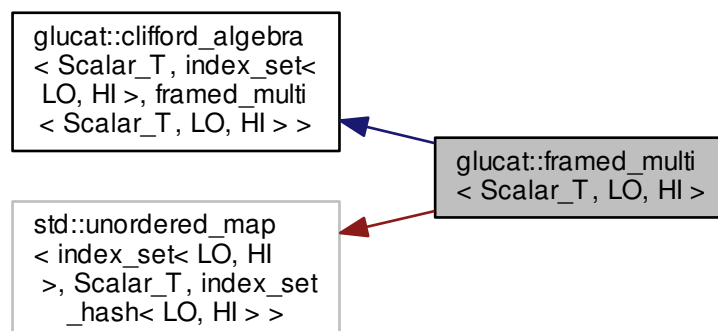 glucat::clifford_algebra
< Scalar_T, index_set<
LO, HI >, framed_multi
< Scalar_T, LO, HI > >
glucat::framed_multi
< Scalar_T, LO, HI >
std::unordered_map
< index_set< LO, HI
>, Scalar_T, index_set
_hash< LO, HI > >